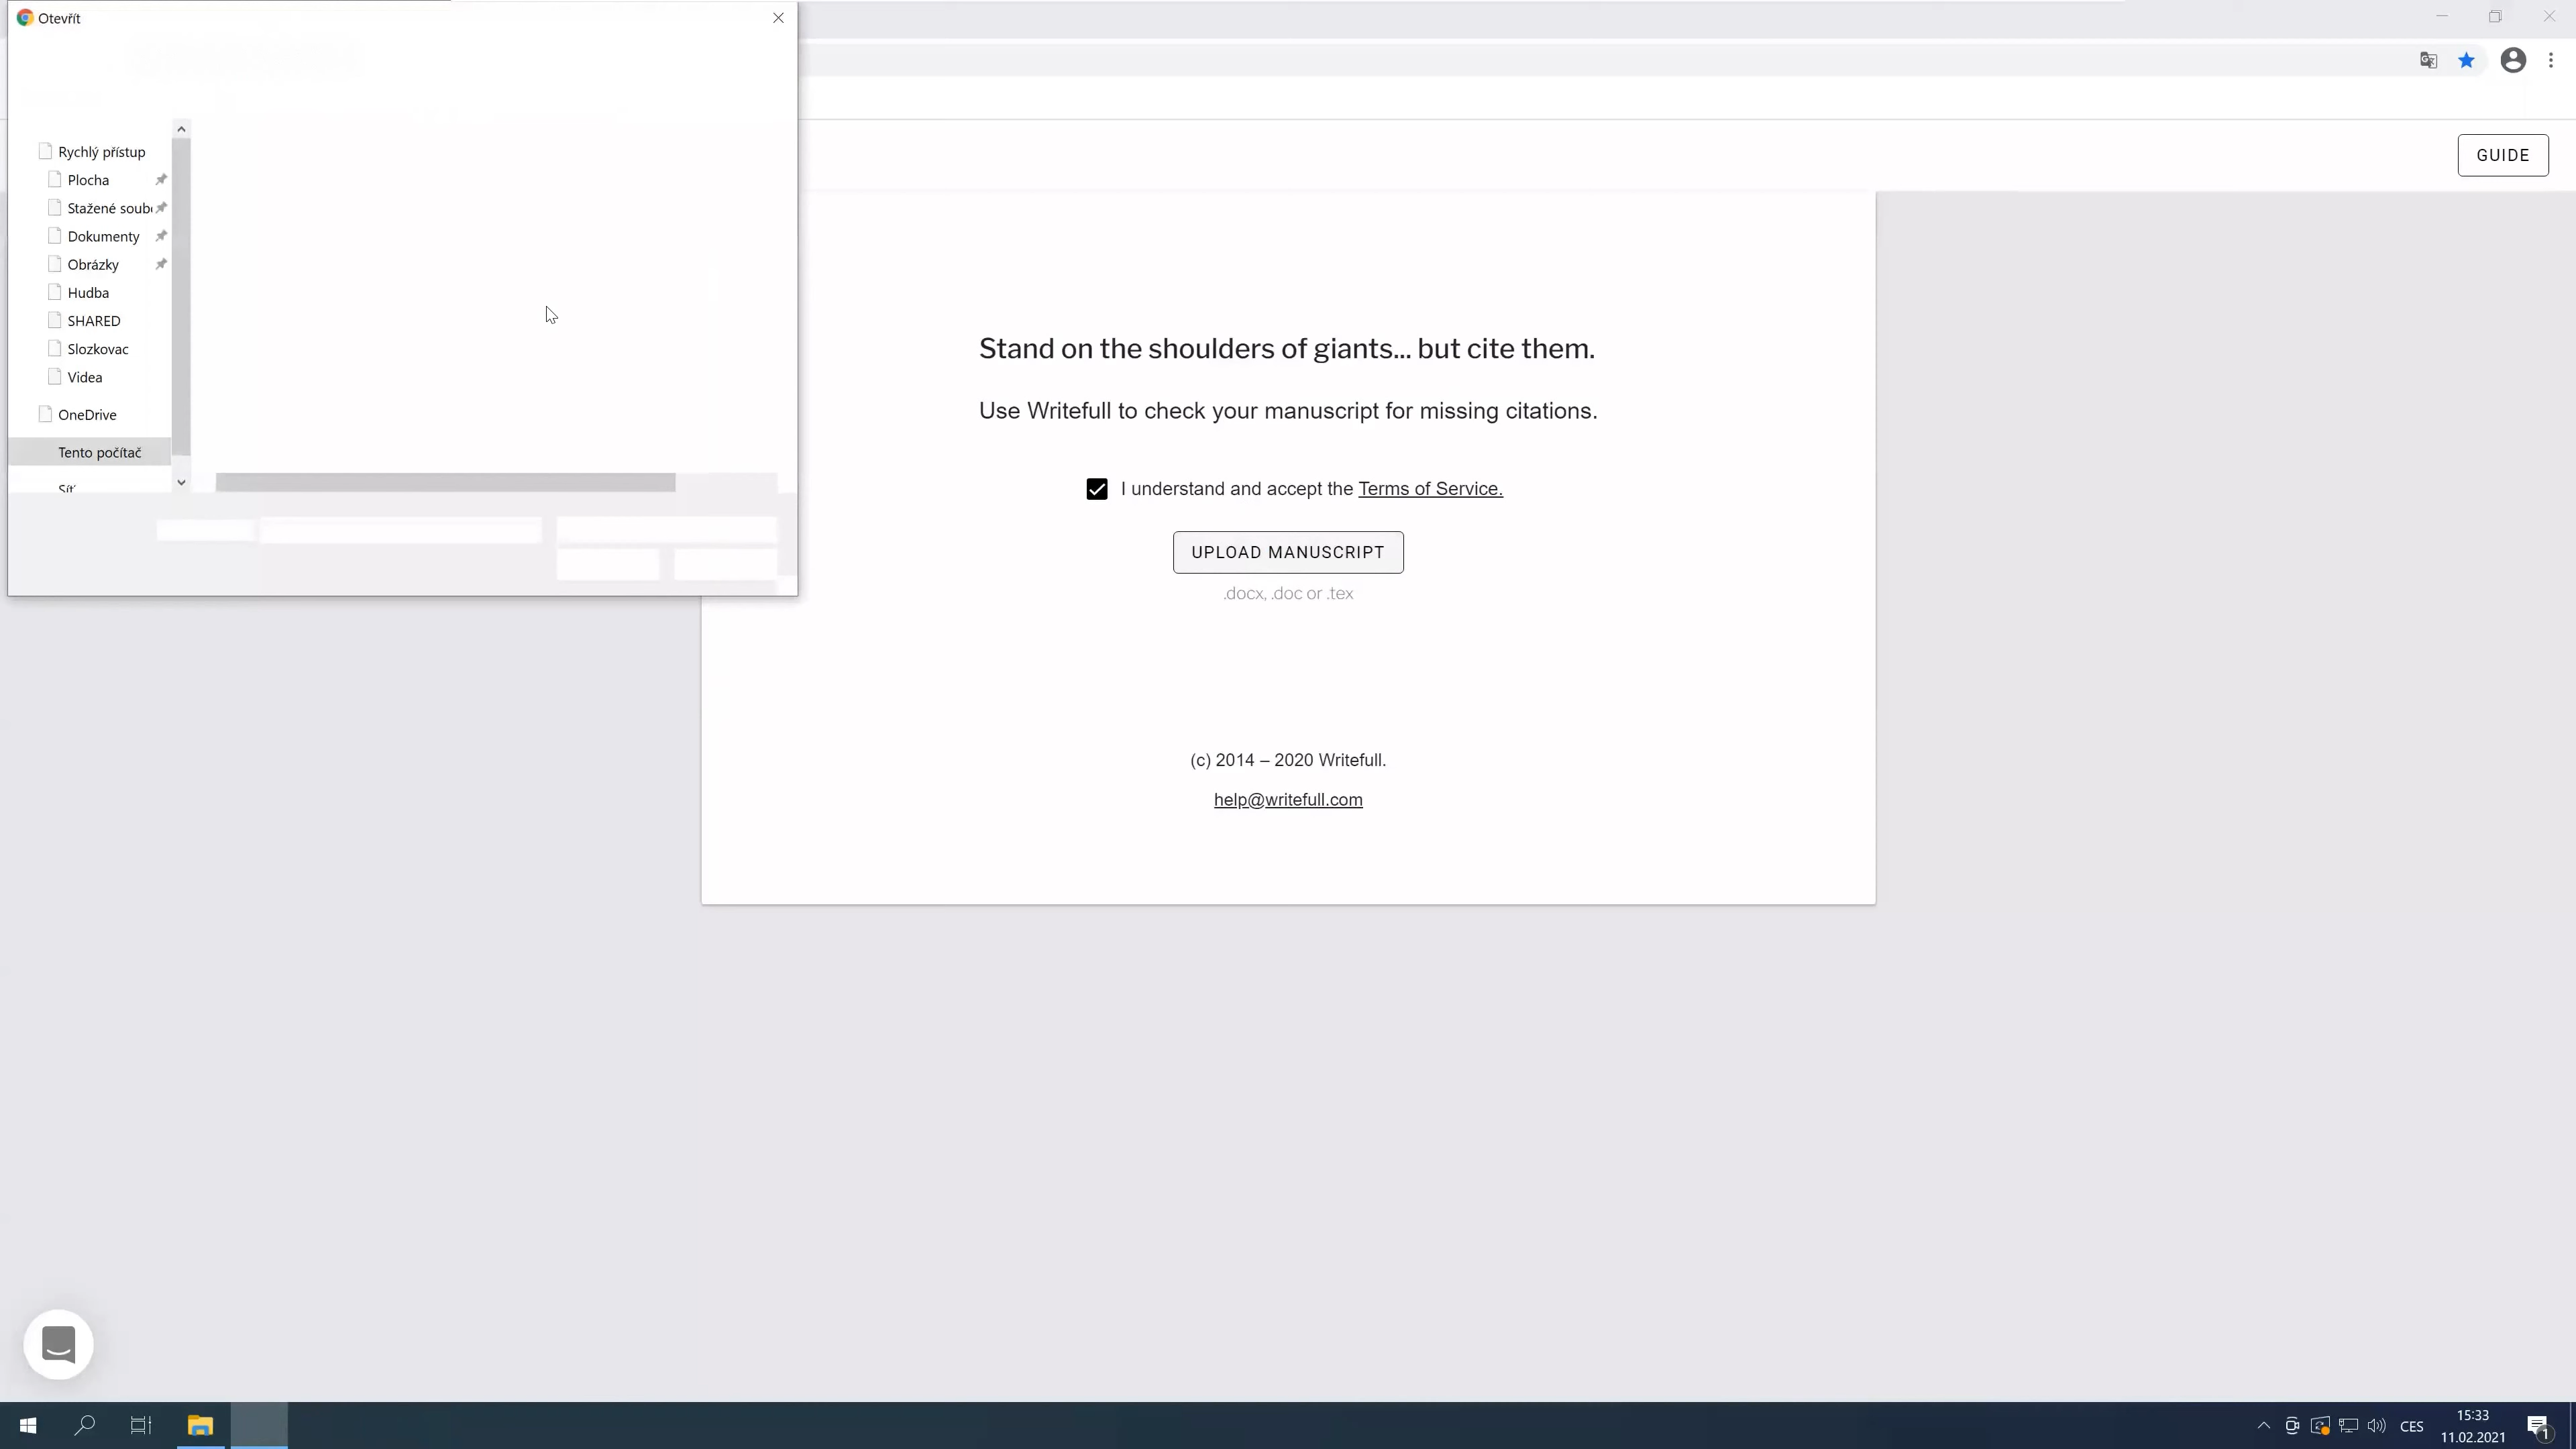 Otevřít
Rychlý přístup
Plocha
Stažené soub
Dokumenty
Obrázky
Hudba
SHARED
Slozkovac
Videa
OneDrive
Tento počítač
Síť
GUIDE
Stand on the shoulders of giants... but cite them.
Use Writefull to check your manuscript for missing citations.
I understand and accept the Terms of Service.
UPLOAD MANUSCRIPT
.docx, .doc or .tex
(c) 2014 – 2020 Writefull.
help@writefull.com
CES
15:33
11.02.2021
1